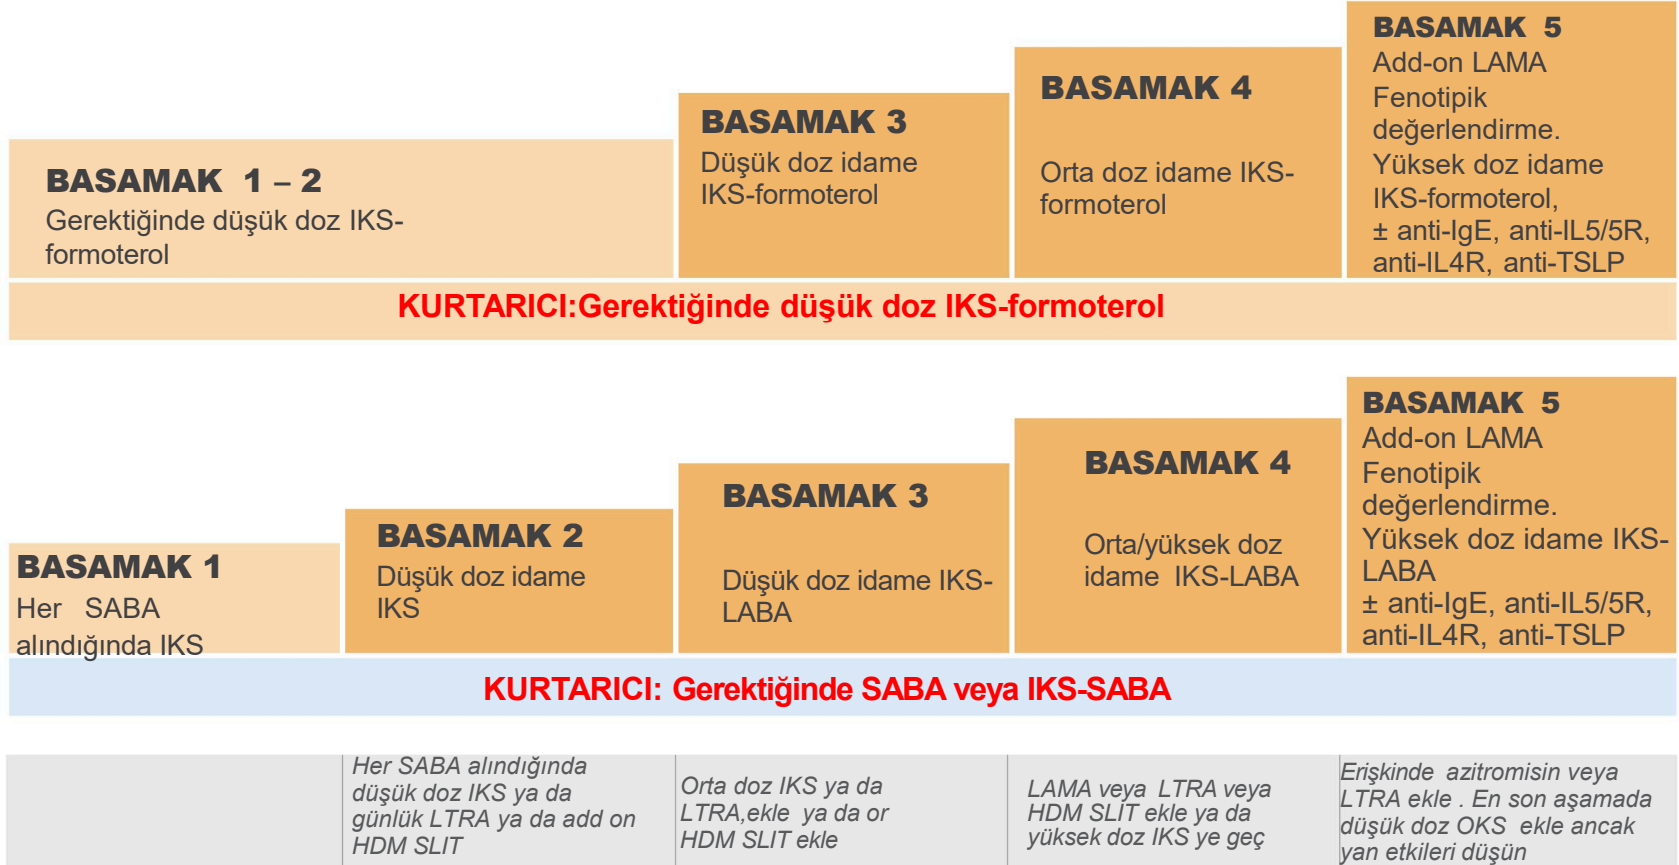 BASAMAK 1 – 2
Gerektiğinde düşük doz IKS-
formoterol
BASAMAK 3
Düşük doz idame
IKS-formoterol
BASAMAK 4
Orta doz idame IKS-
formoterol
BASAMAK 5
Add-on LAMA
Fenotipik
değerlendirme.
Yüksek doz idame
IKS-formoterol,
± anti-IgE, anti-IL5/5R,
anti-IL4R, anti-TSLP
KURTARICI:Gerektiğinde düşük doz IKS-formoterol
BASAMAK 1
Her SABA
alındığında IKS
BASAMAK 2
Düşük doz idame
IKS
BASAMAK 3
Düşük doz idame IKS-
LABA
BASAMAK 4
Orta/yüksek doz
idame IKS-LABA
BASAMAK 5
Add-on LAMA
Fenotipik
değerlendirme.
Yüksek doz idame IKS-
LABA
± anti-IgE, anti-IL5/5R,
anti-IL4R, anti-TSLP
KURTARICI: Gerektiğinde SABA veya IKS-SABA
Her SABA alındığında
düşük doz IKS ya da
günlük LTRA ya da add on
HDM SLIT
Orta doz IKS ya da
LTRA,ekle ya da or
HDM SLIT ekle
LAMA veya LTRA veya
HDM SLIT ekle ya da
yüksek doz IKS ye geç
Erişkinde azitromisin veya
LTRA ekle . En son aşamada
düşük doz OKS ekle ancak
yan etkileri düşün